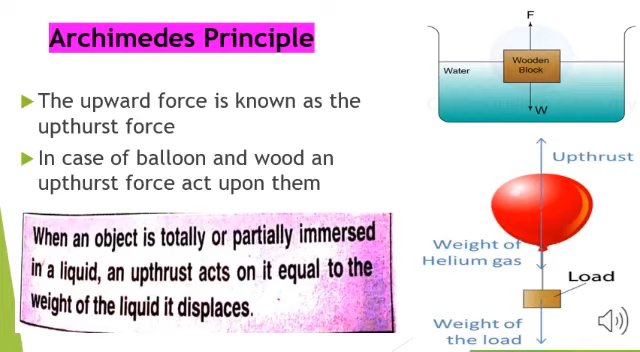 Archimedes Principle
The upward force is known as the
upthurst force
In case of balloon and wood an
upthurst force act upon them
When an object is totally or partially immersed
in a liquid, an upthrust acts on it equal to the
weight of the liquid it displaces.
F
Wooden
Block
Water
W
Upthrust
Weight of
Helium gas
Load
Weight of
the load